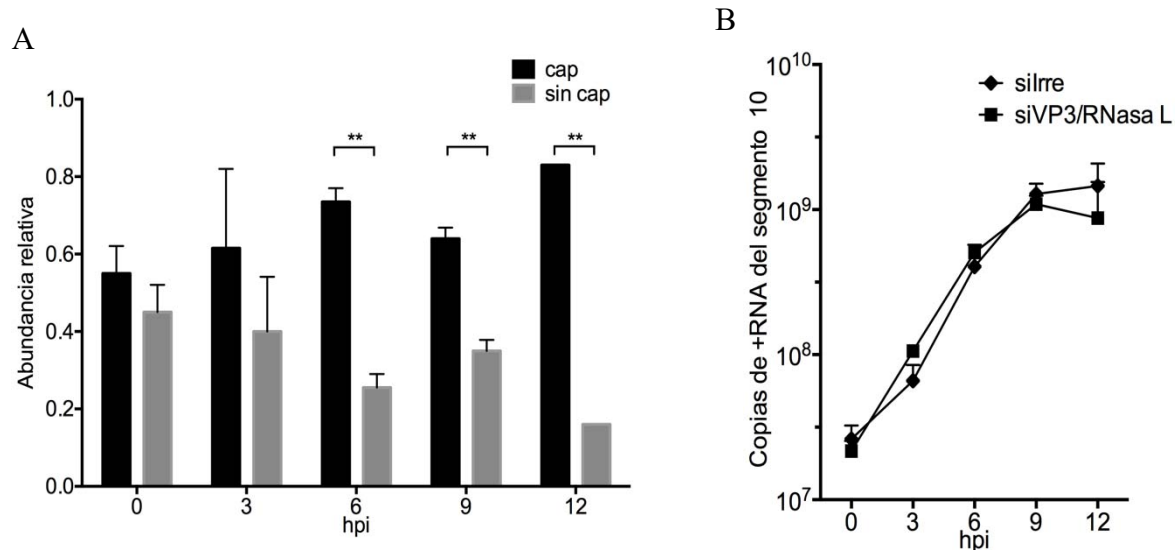 A
cap
sin cap
1.0
0.8
0.6
0.4
0.2
0.0
Abundancia relativa
**
**
**
0 3 6 9 12
hpi
B
siIrre
siVP3/RNasa L
10^10
10^9
10^8
10^7
Copias de +RNA del segmento 10
0 3 6 9 12
hpi